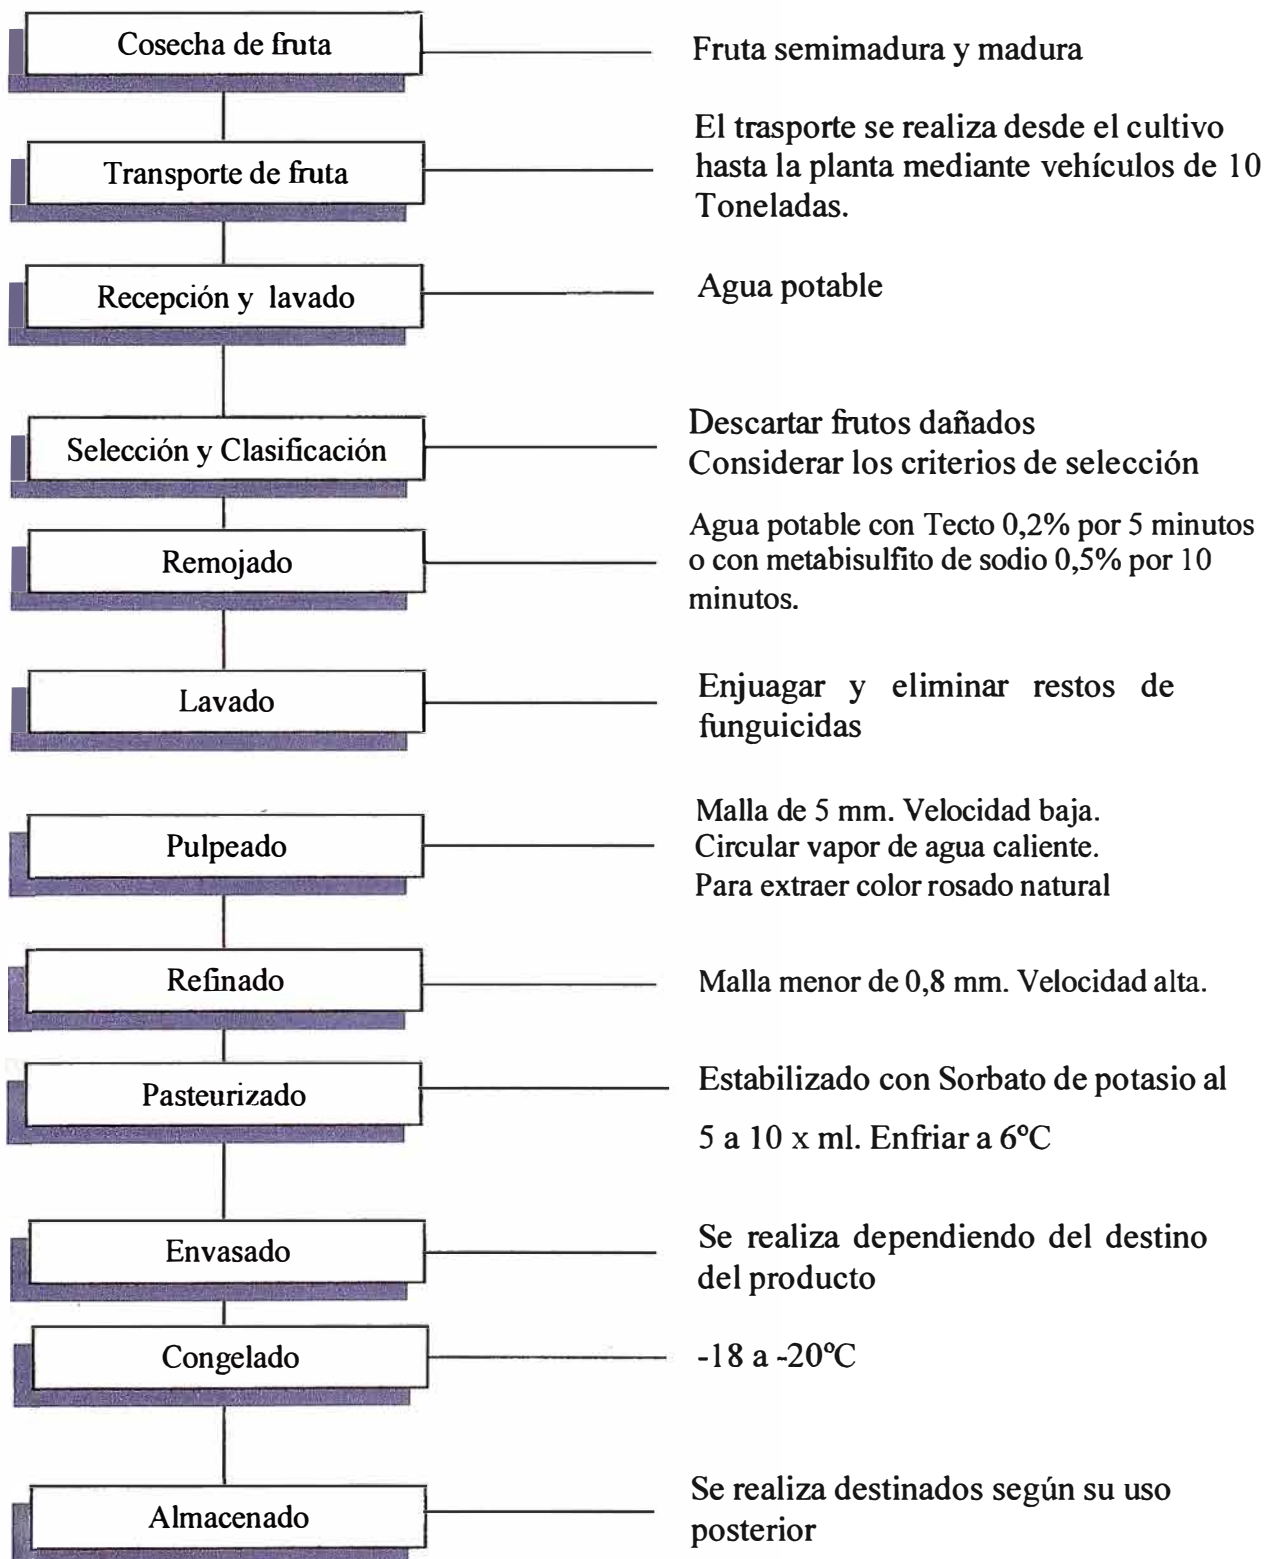 Cosecha de fruta
Fruta semimadura y madura
Transporte de fruta
El trasporte se realiza desde el cultivo
hasta la planta mediante vehículos de 10
Toneladas.
Recepción y lavado
Agua potable
Selección y Clasificación
Descartar frutos dañados
Considerar los criterios de selección
Remojado
Agua potable con Tecto 0,2% por 5 minutos
o con metabisulfito de sodio 0,5% por 10
minutos.
Lavado
Enjuagar y eliminar restos de
funguicidas
Pulpeado
Malla de 5 mm. Velocidad baja.
Circular vapor de agua caliente.
Para extraer color rosado natural
Refinado
Malla menor de 0,8 mm. Velocidad alta.
Pasteurizado
Estabilizado con Sorbato de potasio al
5 a 10 x ml. Enfriar a 6ºC
Envasado
Se realiza dependiendo del destino
del producto
Congelado
-18 a -20ºC
Almacenado
Se realiza destinados según su uso
posterior